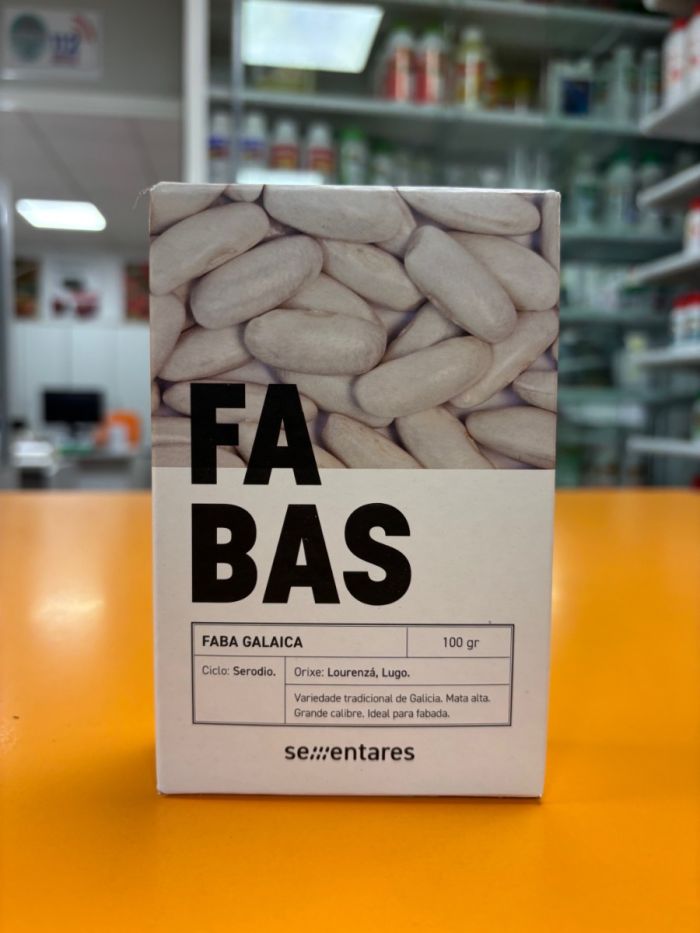 FA
BAS
FABA GALAICA
100 gr
Ciclo: Serodio.
Orixe: Lourenzá, Lugo.
Variedade tradicional de Galicia. Mata alta.
Grande calibre. Ideal para fabada.
sementares